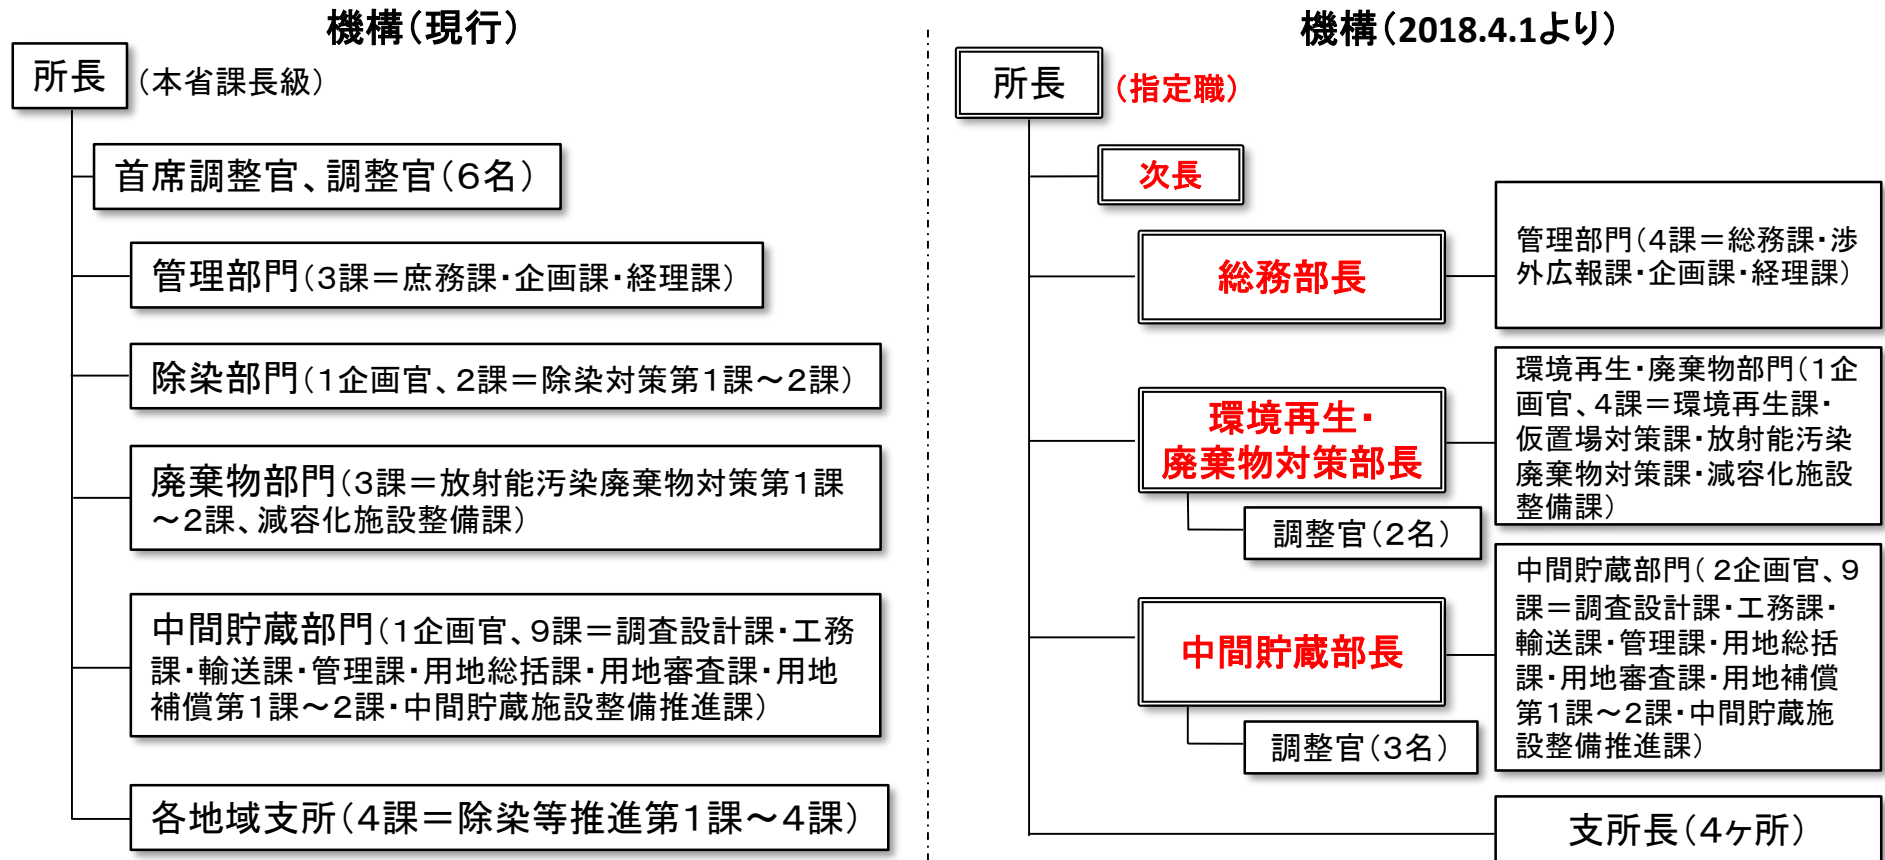 機構（現行）
所長
（本省課長級）
首席調整官、調整官（6名）
管理部門（3課＝庶務課・企画課・経理課）
除染部門（1企画官、2課＝除染対策第1課～2課）
廃棄物部門（3課＝放射能汚染廃棄物対策第1課
～2課、減容化施設整備課）
中間貯蔵部門（1企画官、9課＝調査設計課・工務
課・輸送課・管理課・用地総括課・用地審査課・用地
補償第1課～2課・中間貯蔵施設整備推進課）
各地域支所（4課＝除染等推進第1課～4課）
機構（2018.4.1より）
所長
（指定職）
次長
総務部長
管理部門（4課＝総務課・渉
外広報課・企画課・経理課）
環境再生・
廃棄物対策部長
調整官（2名）
環境再生・廃棄物部門（1企
画官、4課＝環境再生課・
仮置場対策課・放射能汚染
廃棄物対策課・減容化施設
整備課）
中間貯蔵部長
調整官（3名）
中間貯蔵部門（ 2企画官、9
課＝調査設計課・工務課・
輸送課・管理課・用地総括
課・用地審査課・用地補償
第1課～2課・中間貯蔵施
設整備推進課）
支所長（4ヶ所）